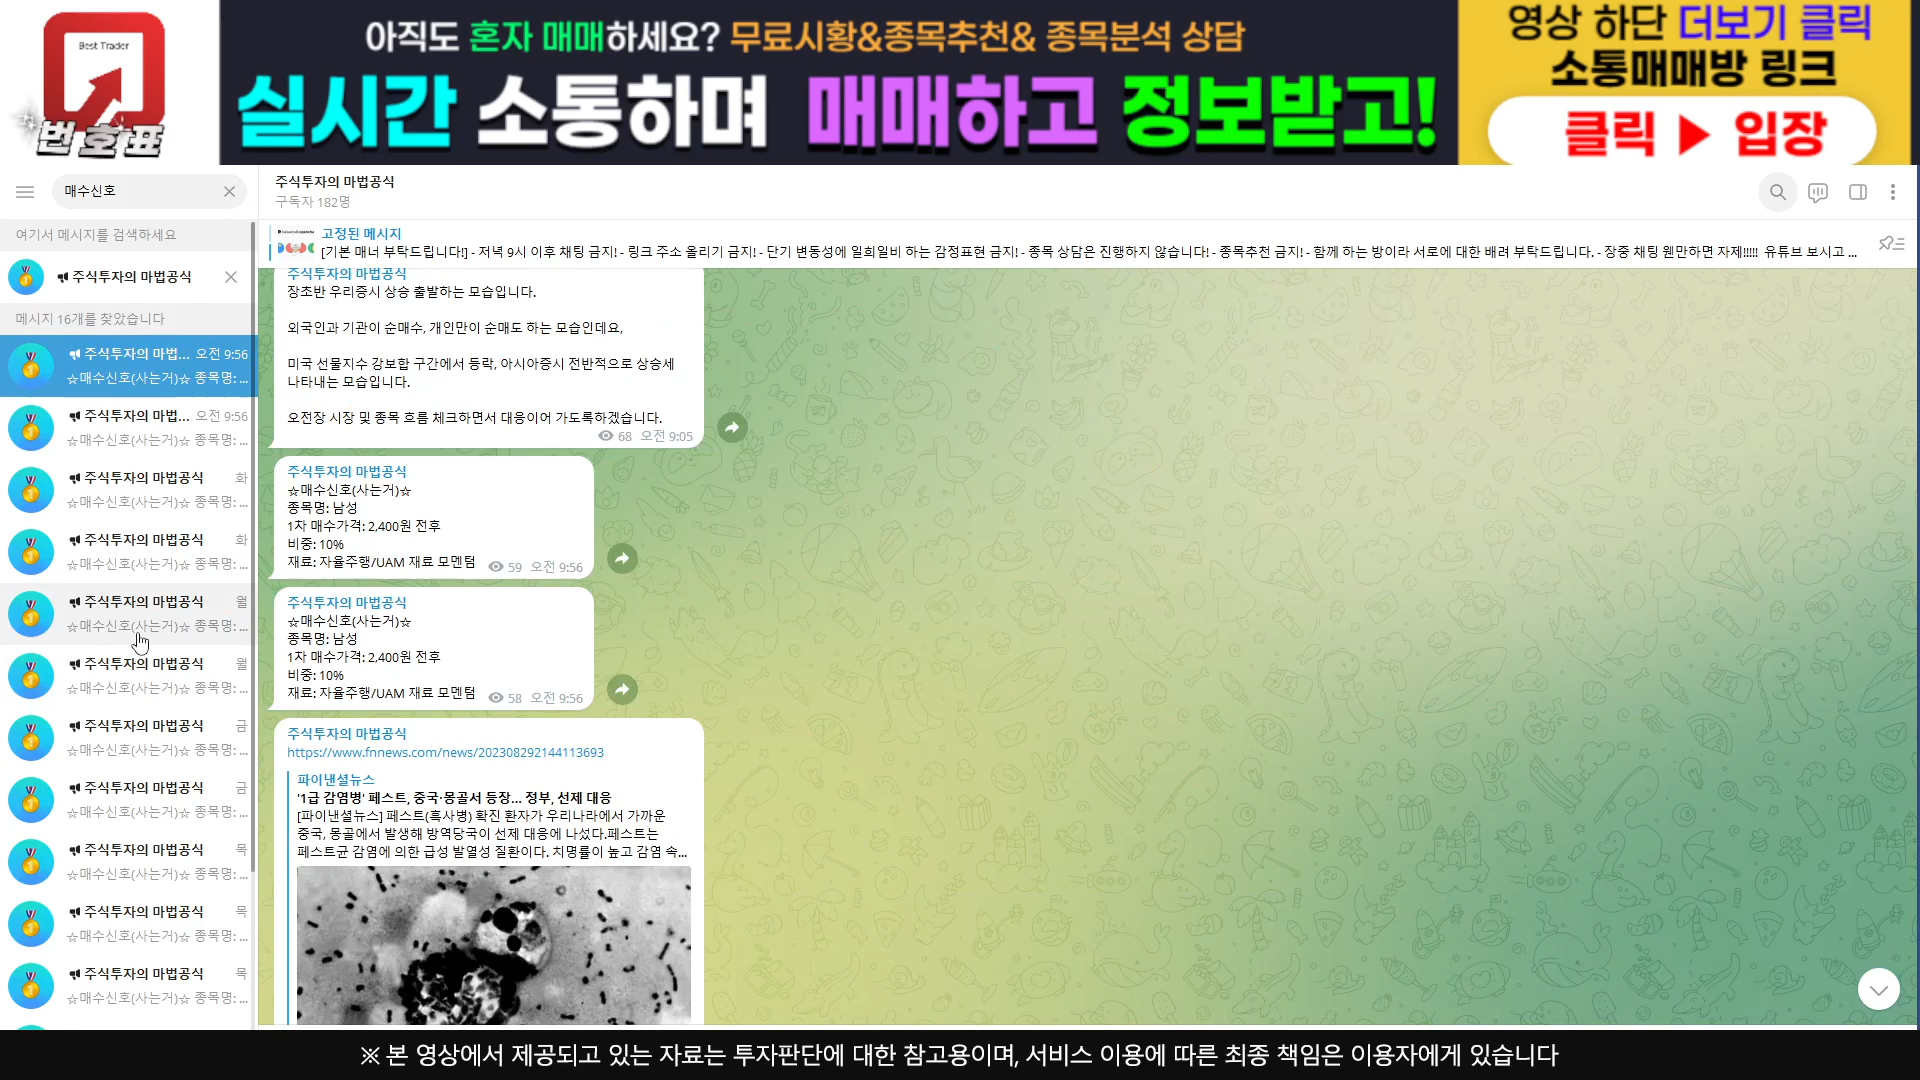 Best Trader
번호표
아직도 혼자 매매하세요? 무료시황&종목추천& 종목분석 상담
실시간 소통하며 매매하고 정보받고!
영상 하단 더보기 클릭
소통매매방 링크
클릭 ▶ 입장
매수신호
여기서 메시지를 검색하세요
주식투자의 마법공식
메시지 16개를 찾았습니다
주식투자의 마법... 오전 9:56
☆매수신호(사는거)☆ 종목명: ...
주식투자의 마법... 오전 9:56
☆매수신호(사는거)☆ 종목명: ...
주식투자의 마법공식 화
☆매수신호(사는거)☆ 종목명: ...
주식투자의 마법공식 화
☆매수신호(사는거)☆ 종목명: ...
주식투자의 마법공식 월
☆매수신호(사는거)☆ 종목명: ...
주식투자의 마법공식 월
☆매수신호(사는거)☆ 종목명: ...
주식투자의 마법공식 금
☆매수신호(사는거)☆ 종목명: ...
주식투자의 마법공식 금
☆매수신호(사는거)☆ 종목명: ...
주식투자의 마법공식 목
☆매수신호(사는거)☆ 종목명: ...
주식투자의 마법공식 목
☆매수신호(사는거)☆ 종목명: ...
주식투자의 마법공식 목
☆매수신호(사는거)☆ 종목명: ...
주식투자의 마법공식
구독자 182명
고정된 메시지
[기본 매너 부탁드립니다!] - 저녁 9시 이후 채팅 금지! - 링크 주소 올리기 금지! - 단기 변동성에 일희일비 하는 감정표현 금지! - 종목 상담은 진행하지 않습니다! - 종목추천 금지! - 함께 하는 방이라 서로에 대한 배려 부탁드립니다. - 장중 채팅 웬만하면 자제!!!!! 유튜브 보시고 ...
주식투자의 마법공식
장초반 우리증시 상승 출발하는 모습입니다.
외국인과 기관이 순매수, 개인만이 순매도 하는 모습인데요,
미국 선물지수 강보합 구간에서 등락, 아시아증시 전반적으로 상승세
나타내는 모습입니다.
오전장 시장 및 종목 흐름 체크하면서 대응이어 가도록하겠습니다.
68 오전 9:05
주식투자의 마법공식
☆매수신호(사는거)☆
종목명: 남성
1차 매수가격: 2,400원 전후
비중: 10%
재료: 자율주행/UAM 재료 모멘텀 59 오전 9:56
주식투자의 마법공식
☆매수신호(사는거)☆
종목명: 남성
1차 매수가격: 2,400원 전후
비중: 10%
재료: 자율주행/UAM 재료 모멘텀 58 오전 9:56
주식투자의 마법공식
https://www.fnnews.com/news/202308292144113693
파이낸셜뉴스
'1급 감염병' 페스트, 중국·몽골서 등장... 정부, 선제 대응
[파이낸셜뉴스] 페스트(흑사병) 확진 환자가 우리나라에서 가까운
중국, 몽골에서 발생해 방역당국이 선제 대응에 나섰다.페스트는
페스트균 감염에 의한 급성 발열성 질환이다. 치명률이 높고 감염 속...
※ 본 영상에서 제공되고 있는 자료는 투자판단에 대한 참고용이며, 서비스 이용에 따른 최종 책임은 이용자에게 있습니다